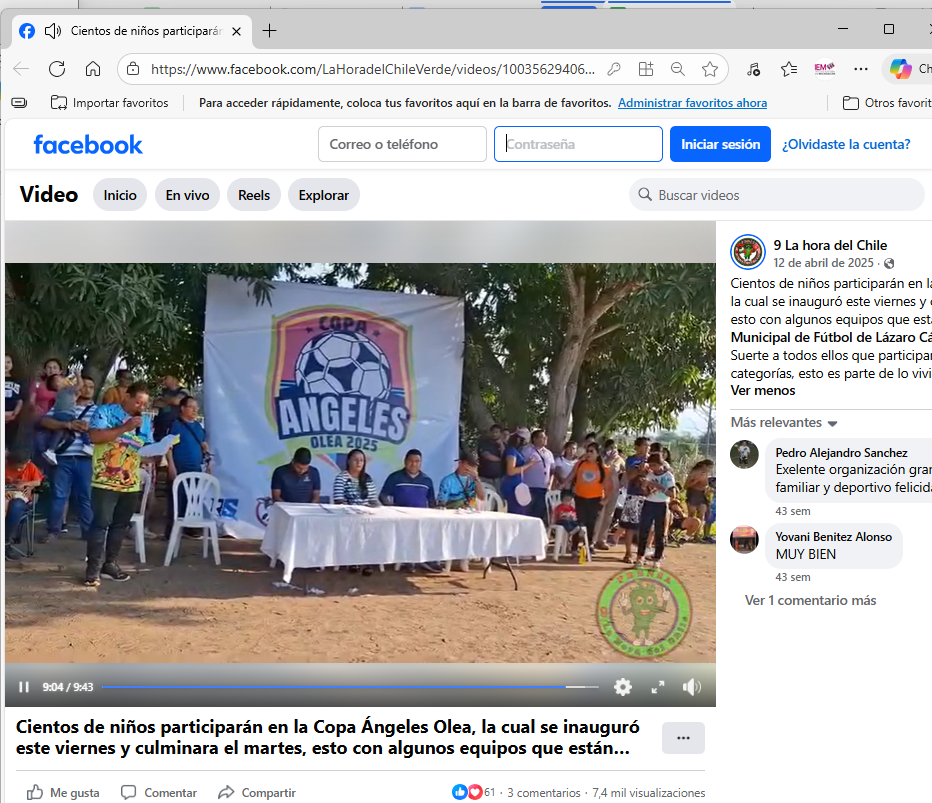 Cientos de niños participarán
https://www.facebook.com/LaHoradelChileVerde/videos/10035629406...
IEM
Ch
Importar favoritos
Para acceder rápidamente, coloca tus favoritos aquí en la barra de favoritos. Administrar favoritos ahora
Otros favorit
facebook
Correo o teléfono
Contraseña
Iniciar sesión
¿Olvidaste la cuenta?
Video
Inicio
En vivo
Reels
Explorar
Buscar videos
COPA
ANGELES
OLEA 2025
ES
La Hora del Chile
9:04 / 9:43
Cientos de niños participarán en la Copa Ángeles Olea, la cual se inauguró
este viernes y culminara el martes, esto con algunos equipos que están...
Me gusta
Comentar
Compartir
61 · 3 comentarios · 7,4 mil visualizaciones
9 La hora del Chile
12 de abril de 2025
Cientos de niños participarán en la
la cual se inauguró este viernes y
esto con algunos equipos que est
Municipal de Fútbol de Lázaro Cá
Suerte a todos ellos que participar
categorías, esto es parte de lo vivi
Ver menos
Más relevantes
Pedro Alejandro Sanchez
Exelente organización gran
familiar y deportivo felicid
43 sem
Yovani Benitez Alonso
MUY BIEN
43 sem
Ver 1 comentario más